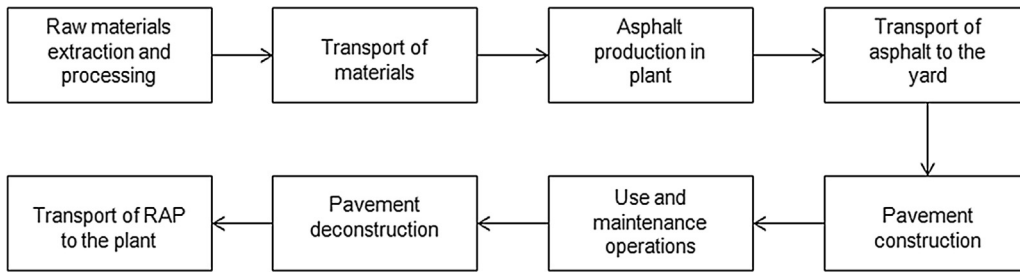 Raw materials
extraction and
processing
Transport of
materials
Asphalt
production in
plant
Transport of
asphalt to the
yard
Pavement
construction
Use and
maintenance
operations
Pavement
deconstruction
Transport of RAP
to the plant